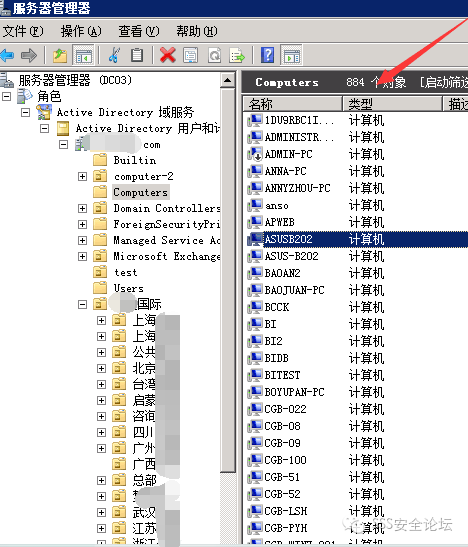 服务器管理器
文件(F) 操作(A) 查看(V) 帮助(H)
服务器管理器 (DC03)
角色
Active Directory 域服务
Active Directory 用户和计
com
Builtin
computer-2
Computers
Domain Controllers
ForeignSecurityPri
Managed Service Ac
Microsoft Exchange
test
Users
国际
上海
上海
公共
北京
台湾
启蒙
咨询
四川
广州
广西
总部
武汉
江苏
浙江
Computers 884 个对象 [启动筛选
名称 类型 描述
1DU9RBC1I... 计算机
ADMINISTR... 计算机
ADMIN-PC 计算机
ANNA-PC 计算机
ANNYZHOU-PC 计算机
anso 计算机
APWEB 计算机
ASUSB202 计算机
ASUS-B202 计算机
BAOAN2 计算机
BAOJUAN-PC 计算机
BCCK 计算机
BI 计算机
BI2 计算机
BIDB 计算机
BITEST 计算机
BOYUPAN-PC 计算机
CGB-022 计算机
CGB-08 计算机
CGB-09 计算机
CGB-100 计算机
CGB-51 计算机
CGB-52 计算机
CGB-LSH 计算机
CGB-PYH 计算机
安全论坛